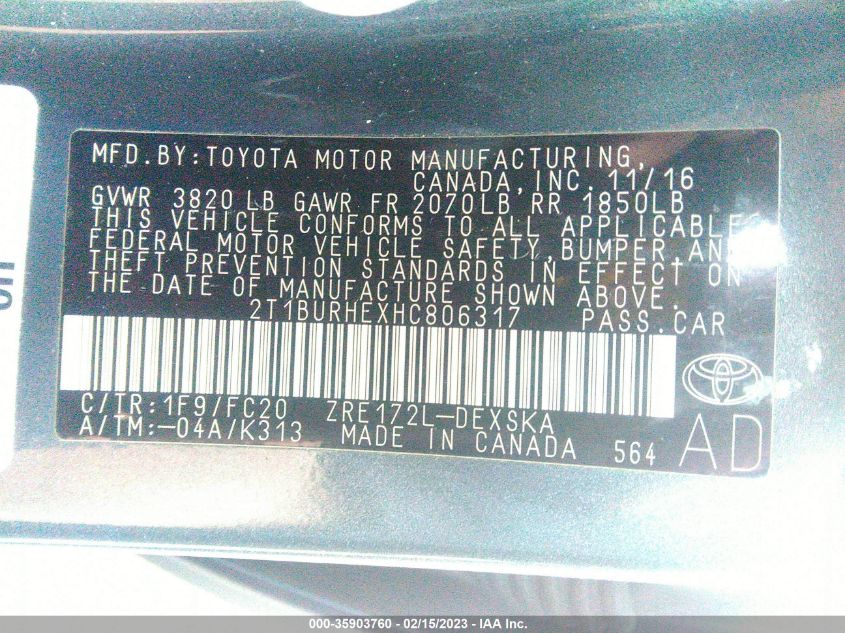 MFD.BY:TOYOTA MOTOR MANUFACTURING,
CANADA,INC. 11/16
GVWR 3820 LB GAWR FR 2070LB RR 1850LB
THIS VEHICLE CONFORMS TO ALL APPLICABLE
FEDERAL MOTOR VEHICLE SAFETY,BUMPER,AND
THEFT PREVENTION STANDARDS IN EFFECT ON
THE DATE OF MANUFACTURE SHOWN ABOVE.
2T1BURHEXHC806317 PASS.CAR
C/TR:1F9/FC20 ZRE172L-DEXSKA
A/TM:-04A/K313 MADE IN CANADA 564 AD
000-35903760 - 02/15/2023 - IAA Inc.